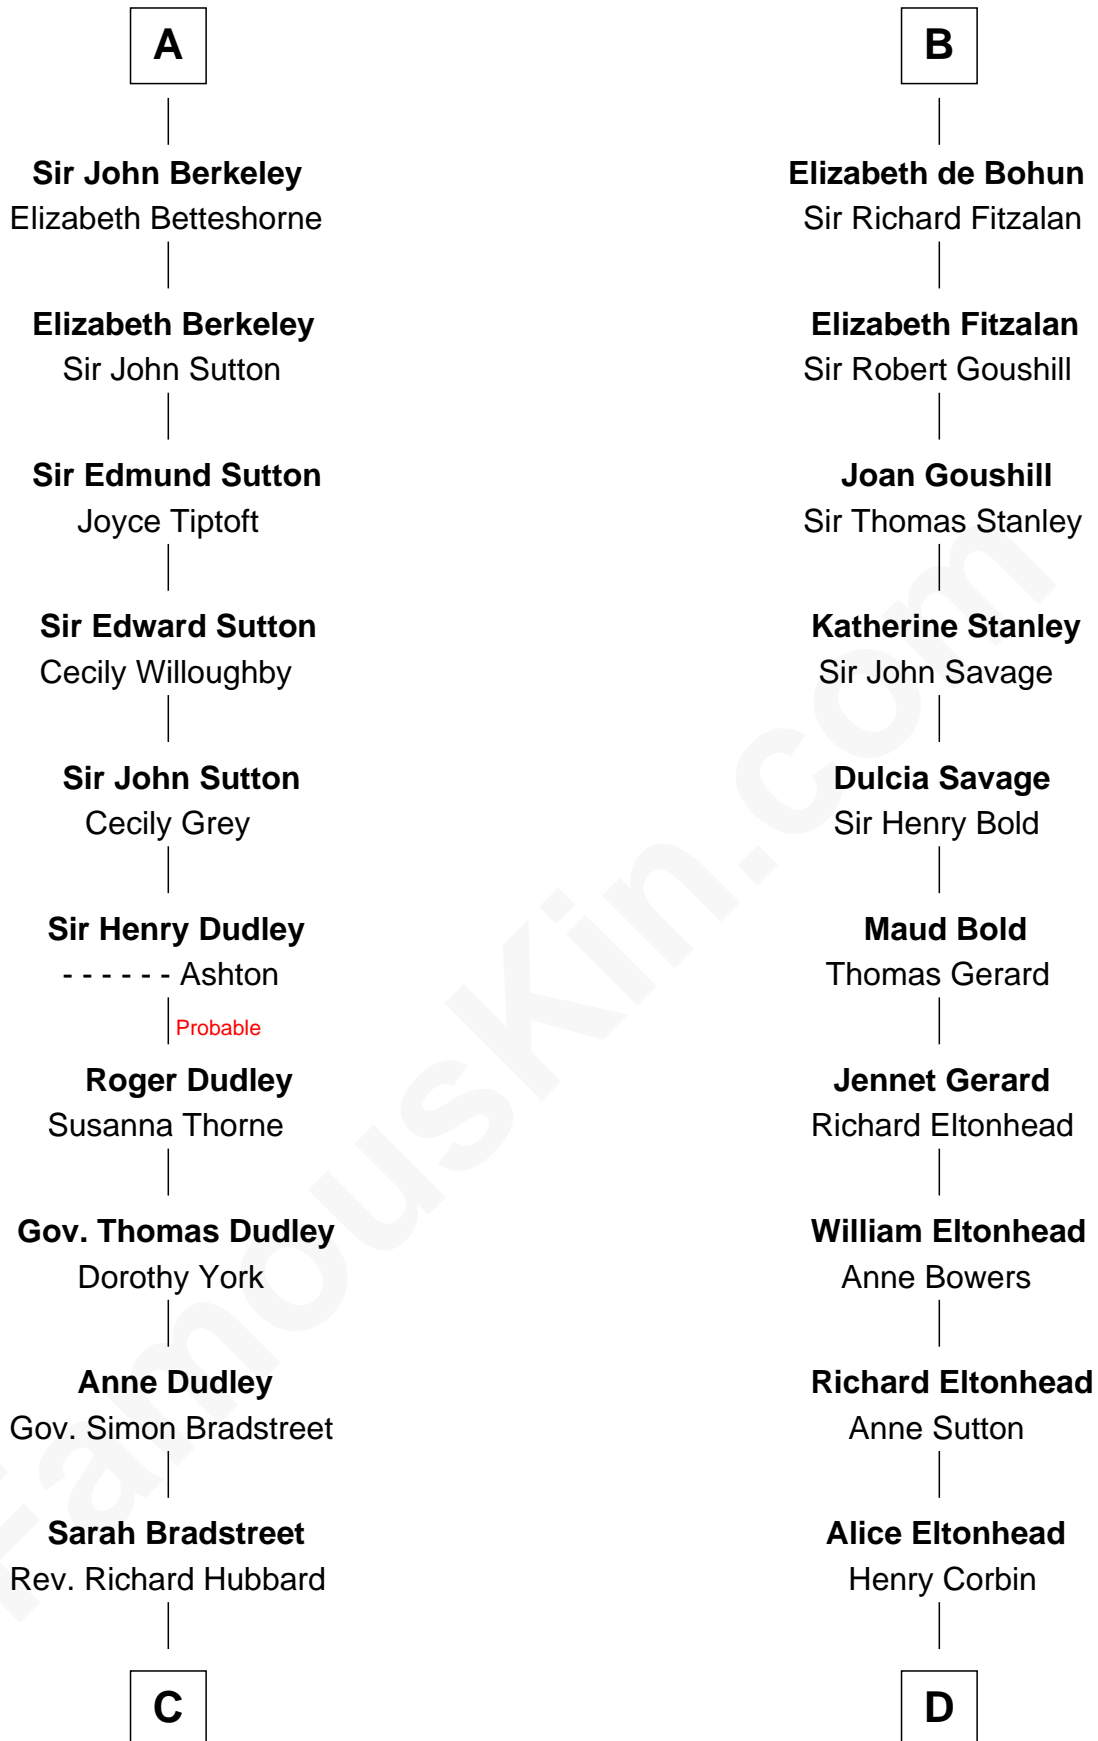 A
Sir John Berkeley
Elizabeth Betteshorne
Elizabeth Berkeley
Sir John Sutton
Sir Edmund Sutton
Joyce Tiptoft
Sir Edward Sutton
Cecily Willoughby
Sir John Sutton
Cecily Grey
Sir Henry Dudley
- - - - - - Ashton
Probable
Roger Dudley
Susanna Thorne
Gov. Thomas Dudley
Dorothy York
Anne Dudley
Gov. Simon Bradstreet
Sarah Bradstreet
Rev. Richard Hubbard
C
B
Elizabeth de Bohun
Sir Richard Fitzalan
Elizabeth Fitzalan
Sir Robert Goushill
Joan Goushill
Sir Thomas Stanley
Katherine Stanley
Sir John Savage
Dulcia Savage
Sir Henry Bold
Maud Bold
Thomas Gerard
Jennet Gerard
Richard Eltonhead
William Eltonhead
Anne Bowers
Richard Eltonhead
Anne Sutton
Alice Eltonhead
Henry Corbin
D
FamousKin.com